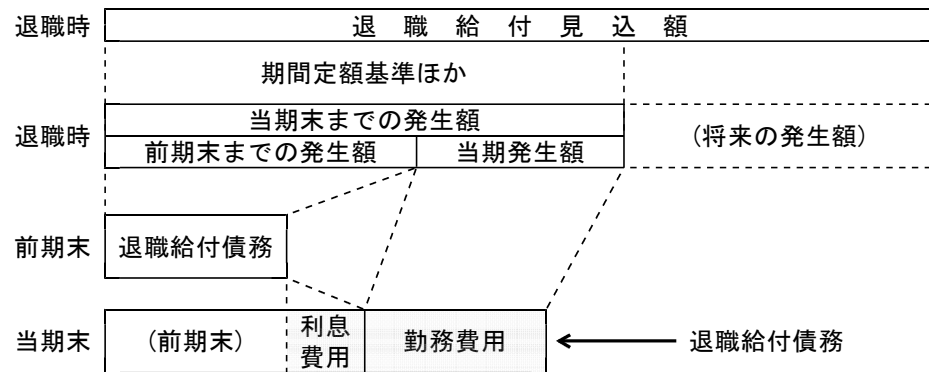 退職時
退職給付見込額
期間定額基準ほか
当期末までの発生額
退職時
(将来の発生額)
前期末までの発生額
当期発生額
前期末
退職給付債務
当期末
(前期末)
利息
費用
勤務費用
退職給付債務